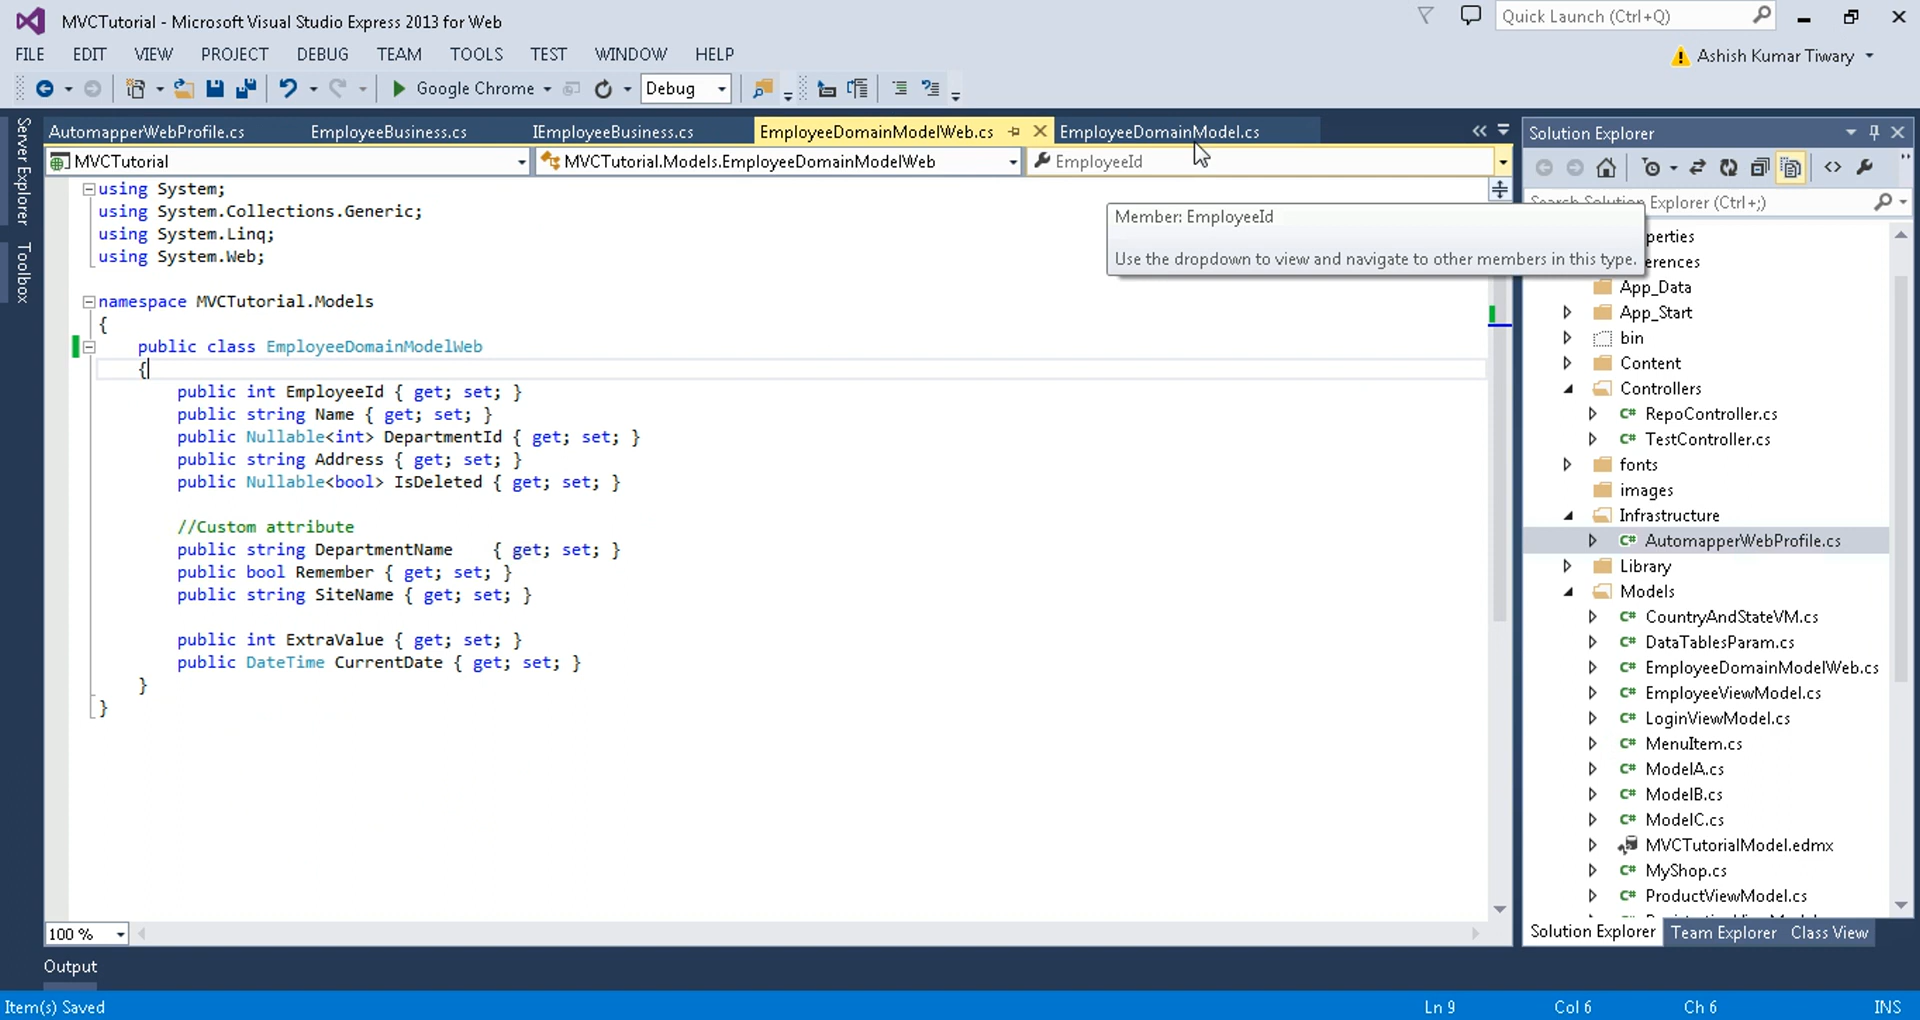 MVCTutorial - Microsoft Visual Studio Express 2013 for Web
Quick Launch (Ctrl+Q)
FILE EDIT VIEW PROJECT DEBUG TEAM TOOLS TEST WINDOW HELP
Ashish Kumar Tiwary
Google Chrome Debug
Server Explorer
Toolbox
AutomapperWebProfile.cs EmployeeBusiness.cs IEmployeeBusiness.cs EmployeeDomainModelWeb.cs EmployeeDomainModel.cs
MVCTutorial MVCTutorial.Models.EmployeeDomainModelWeb EmployeeId
Member: EmployeeId
Use the dropdown to view and navigate to other members in this type.
using System;
using System.Collections.Generic;
using System.Linq;
using System.Web;
namespace MVCTutorial.Models
{
public class EmployeeDomainModelWeb
{
public int EmployeeId { get; set; }
public string Name { get; set; }
public Nullable<int> DepartmentId { get; set; }
public string Address { get; set; }
public Nullable<bool> IsDeleted { get; set; }
//Custom attribute
public string DepartmentName { get; set; }
public bool Remember { get; set; }
public string SiteName { get; set; }
public int ExtraValue { get; set; }
public DateTime CurrentDate { get; set; }
}
}
100 %
Output
Solution Explorer
Explorer (Ctrl+;)
perties
erences
App_Data
App_Start
bin
Content
Controllers
C# RepoController.cs
C# TestController.cs
fonts
images
Infrastructure
C# AutomapperWebProfile.cs
Library
Models
C# CountryAndStateVM.cs
C# DataTablesParam.cs
C# EmployeeDomainModelWeb.cs
C# EmployeeViewModel.cs
C# LoginViewModel.cs
C# MenuItem.cs
C# ModelA.cs
C# ModelB.cs
C# ModelC.cs
MVCTutorialModel.edmx
C# MyShop.cs
C# ProductViewModel.cs
Solution Explorer Team Explorer Class View
Item(s) Saved Ln 9 Col 6 Ch 6 INS